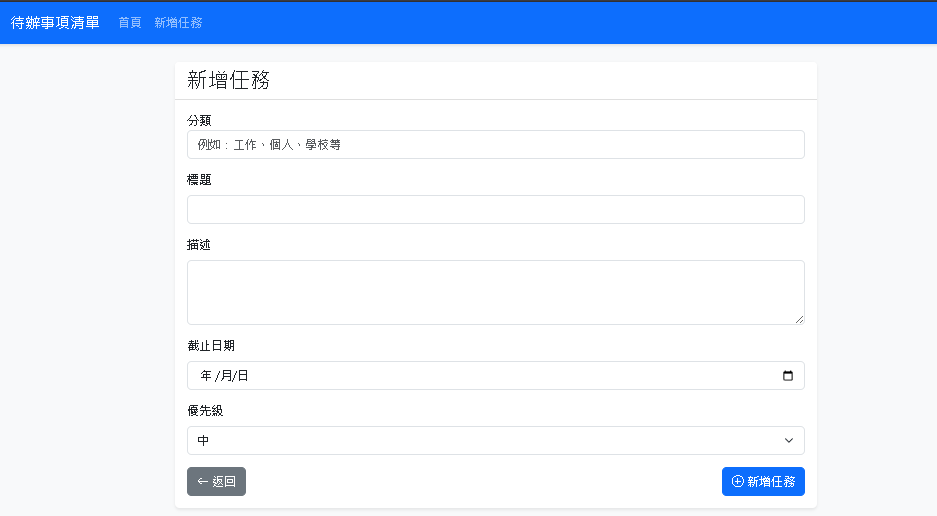 待辦事項清單 首頁 新增任務
新增任務
分類
例如：工作、個人、學校等
標題
描述
截止日期
年 /月/日
優先級
中
← 返回 新增任務